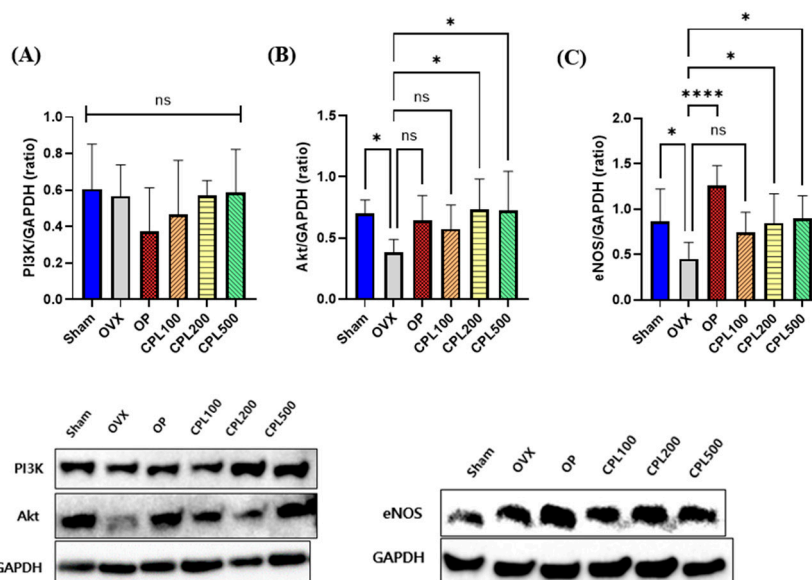 (A)
ns
PI3K/GAPDH (ratio)
1.0
0.8
0.6
0.4
0.2
0.0
Sham
OVX
OP
CPL100
CPL200
CPL500
(B)
*
*
ns
*
ns
Akt/GAPDH (ratio)
1.5
1.0
0.5
0.0
Sham
OVX
OP
CPL100
CPL200
CPL500
(C)
*
*
****
*
ns
eNOS/GAPDH (ratio)
2.0
1.5
1.0
0.5
0.0
Sham
OVX
OP
CPL100
CPL200
CPL500
Sham
OVX
OP
CPL100
CPL200
CPL500
PI3K
Akt
GAPDH
Sham
OVX
OP
CPL100
CPL200
CPL500
eNOS
GAPDH